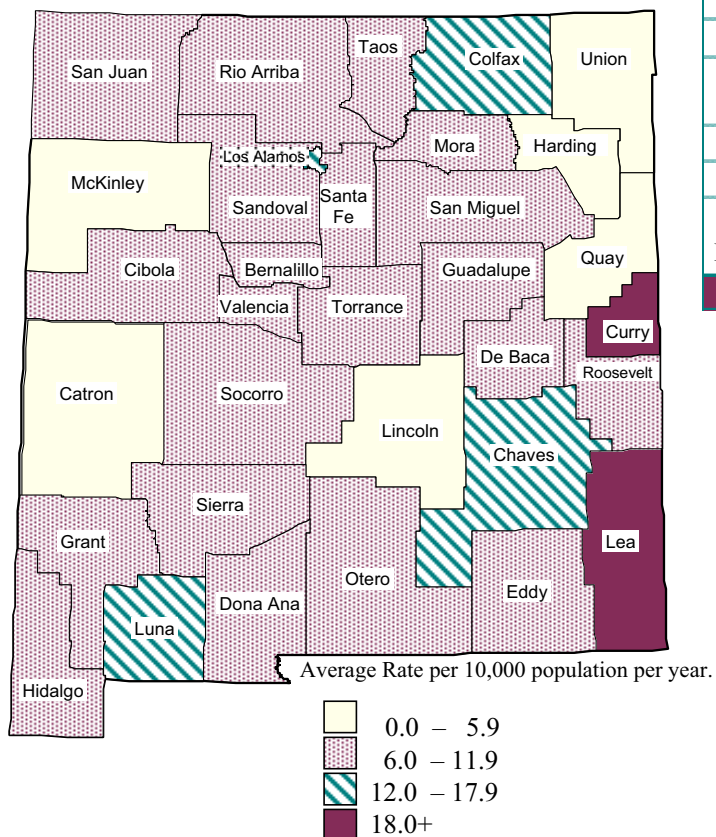 Taos
San Juan
Rio Arriba
Colfax
Union
Mora
Harding
Los Alamos
McKinley
Santa
Fe
Sandoval
San Miguel
Cibola
Bernalillo
Guadalupe
Quay
Valencia
Torrance
Curry
De Baca
Roosevelt
Catron
Socorro
Lincoln
Chaves
Sierra
Grant
Lea
Otero
Eddy
Dona Ana
Luna
Hidalgo
Average Rate per 10,000 population per year.
0.0 – 5.9
6.0 – 11.9
12.0 – 17.9
18.0+